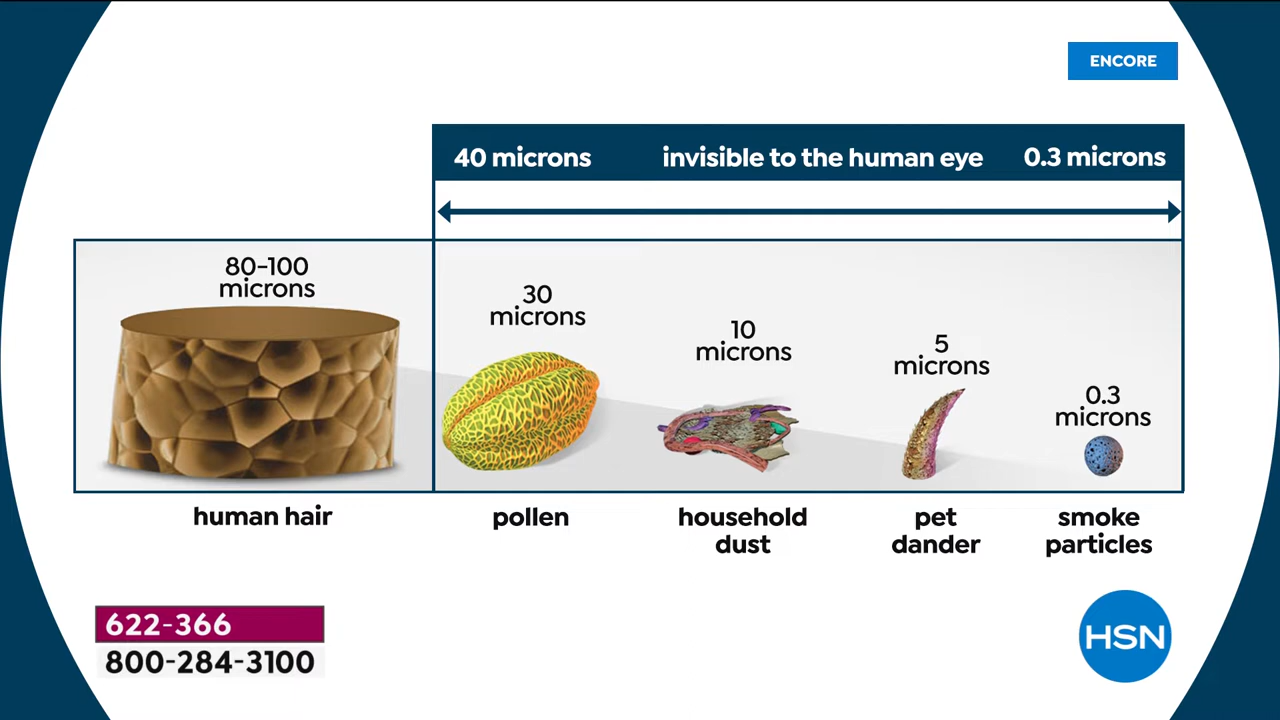 ENCORE
40 microns invisible to the human eye 0.3 microns
80-100
microns
30
microns
10
microns
5
microns
0.3
microns
human hair
pollen
household
dust
pet
dander
smoke
particles
622-366
800-284-3100
HSN